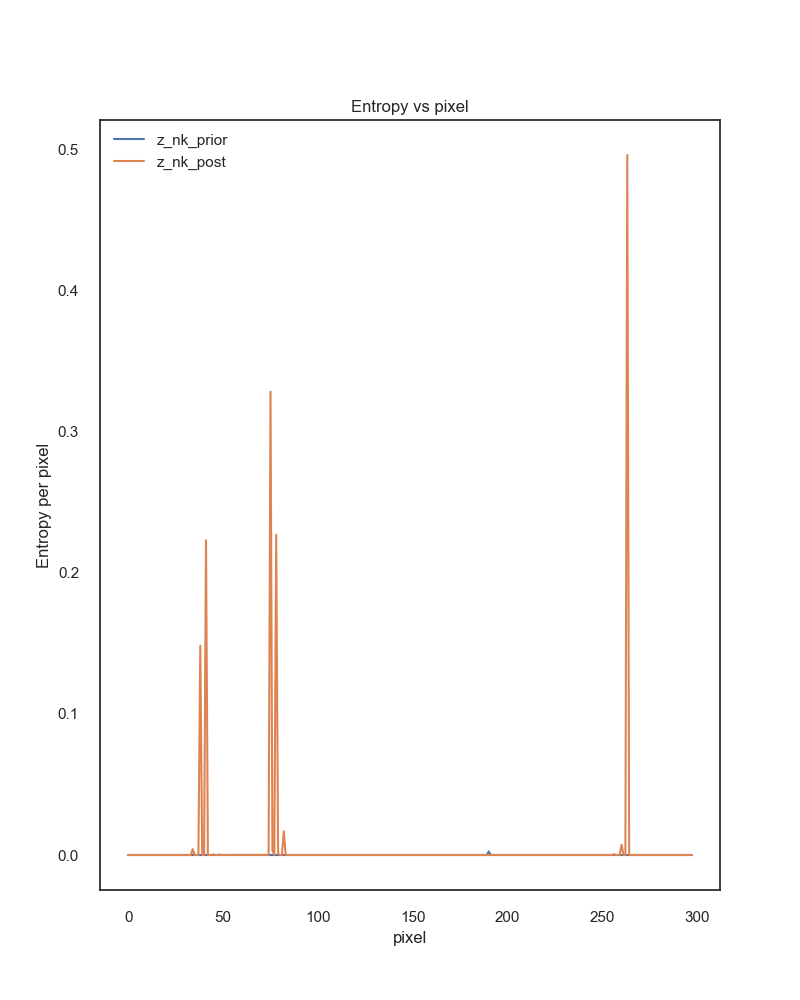 Entropy vs pixel
z_nk_prior
z_nk_post
0.5
0.4
0.3
0.2
0.1
0.0
Entropy per pixel
0 50 100 150 200 250 300
pixel